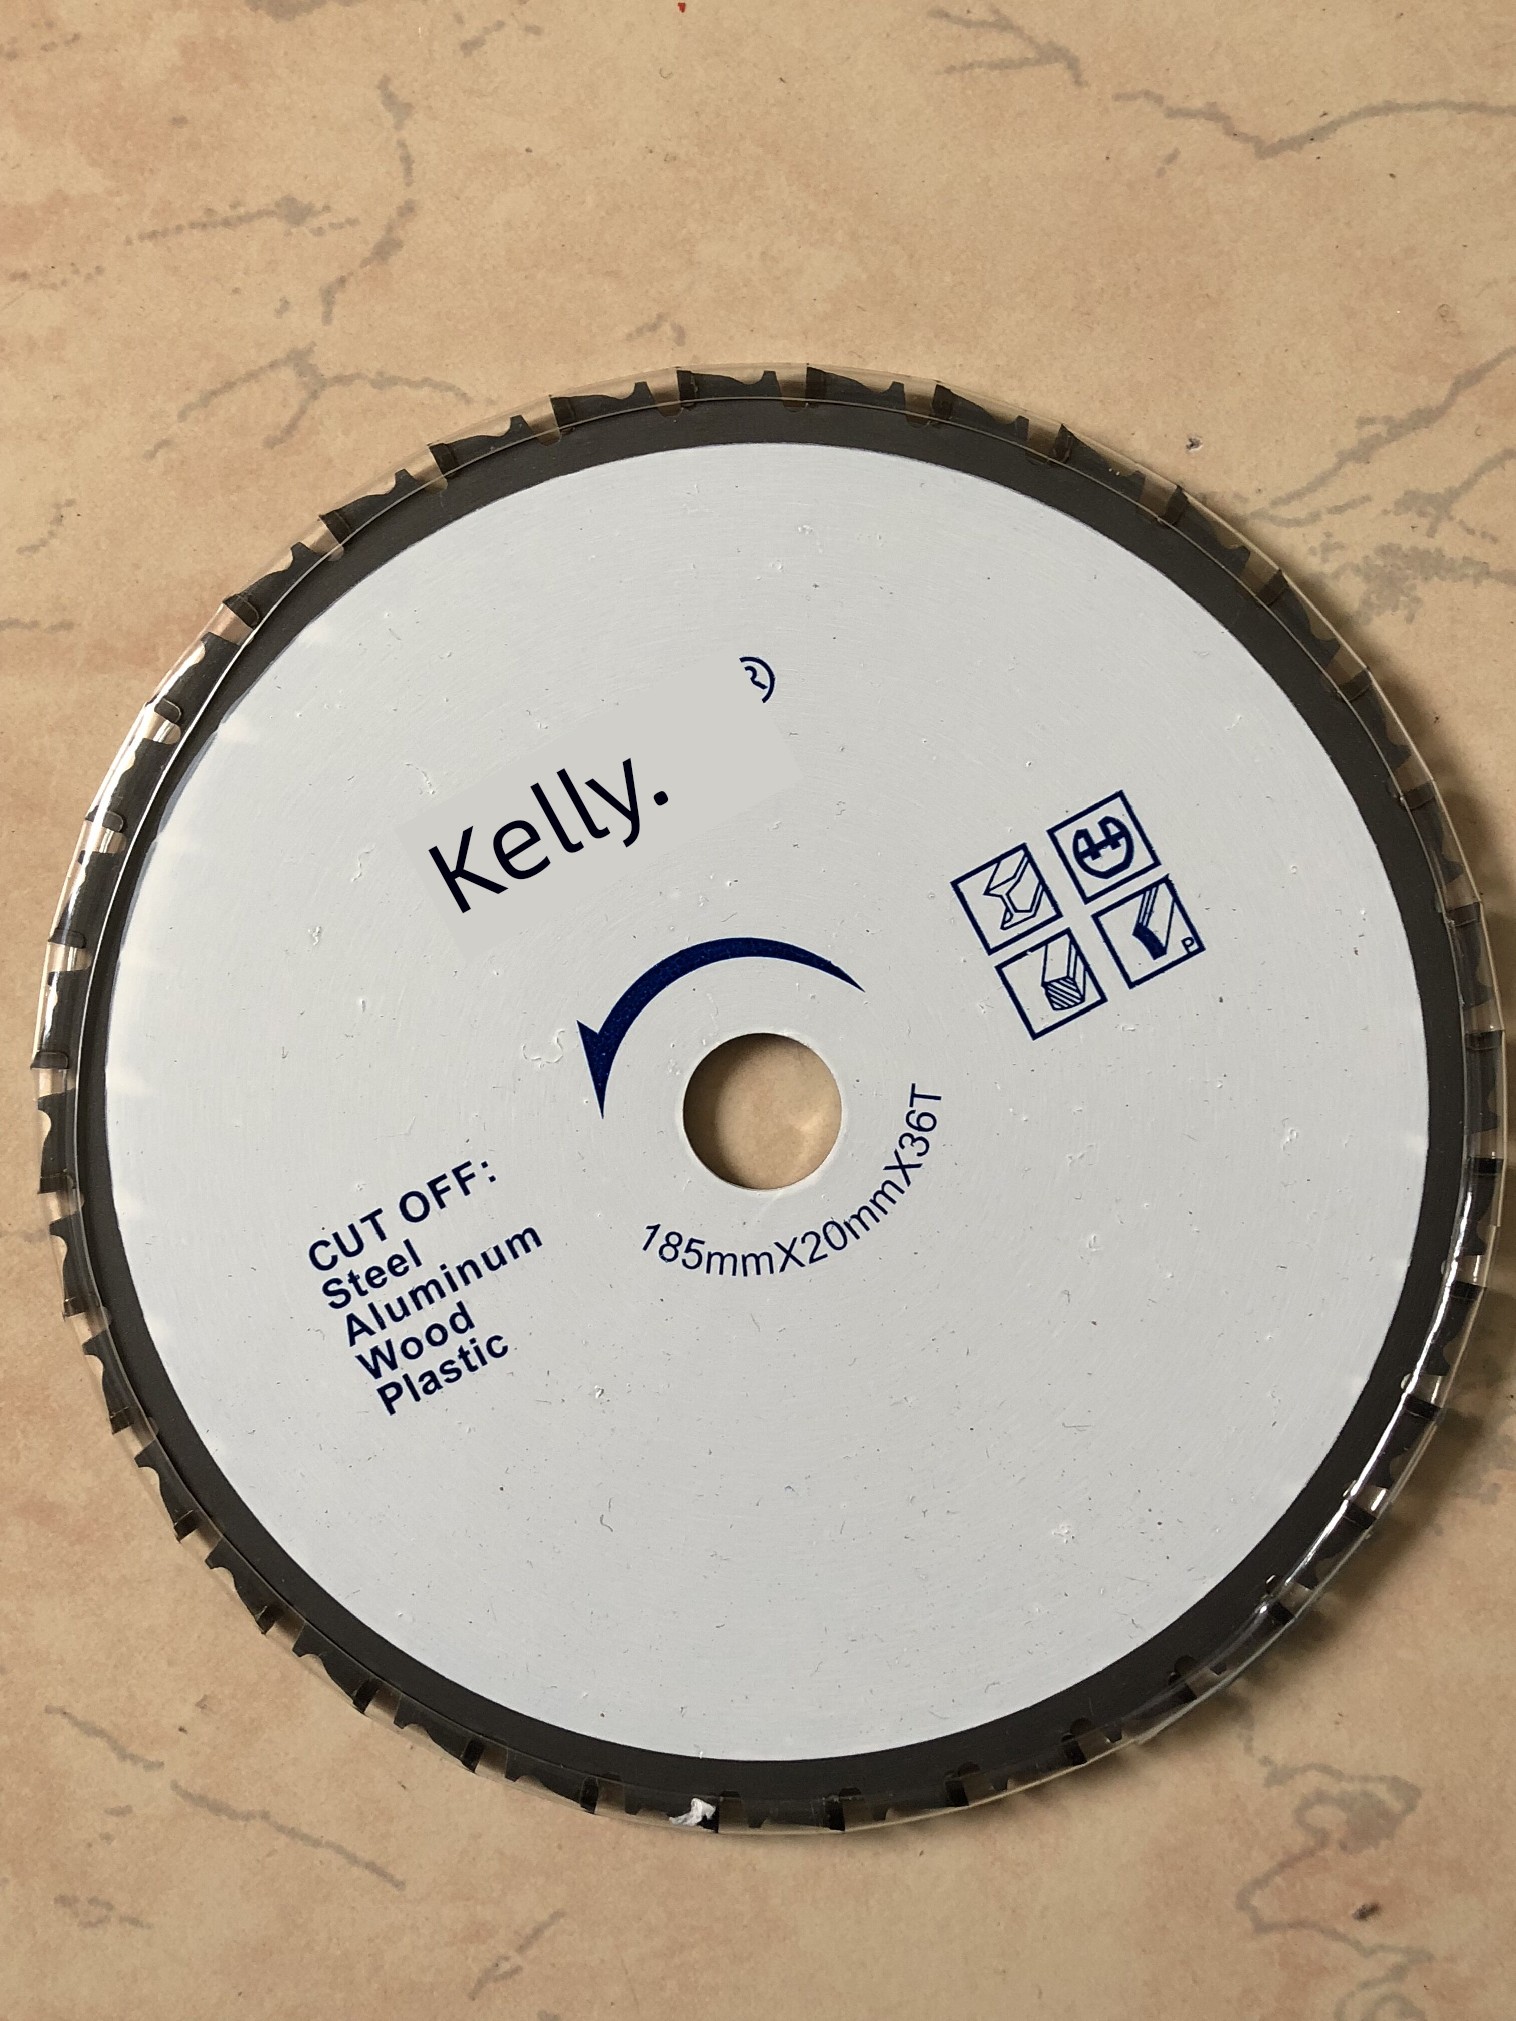 Kelly.
®
185mmX20mmX36T
CUT OFF:
Steel
Aluminum
Wood
Plastic
P